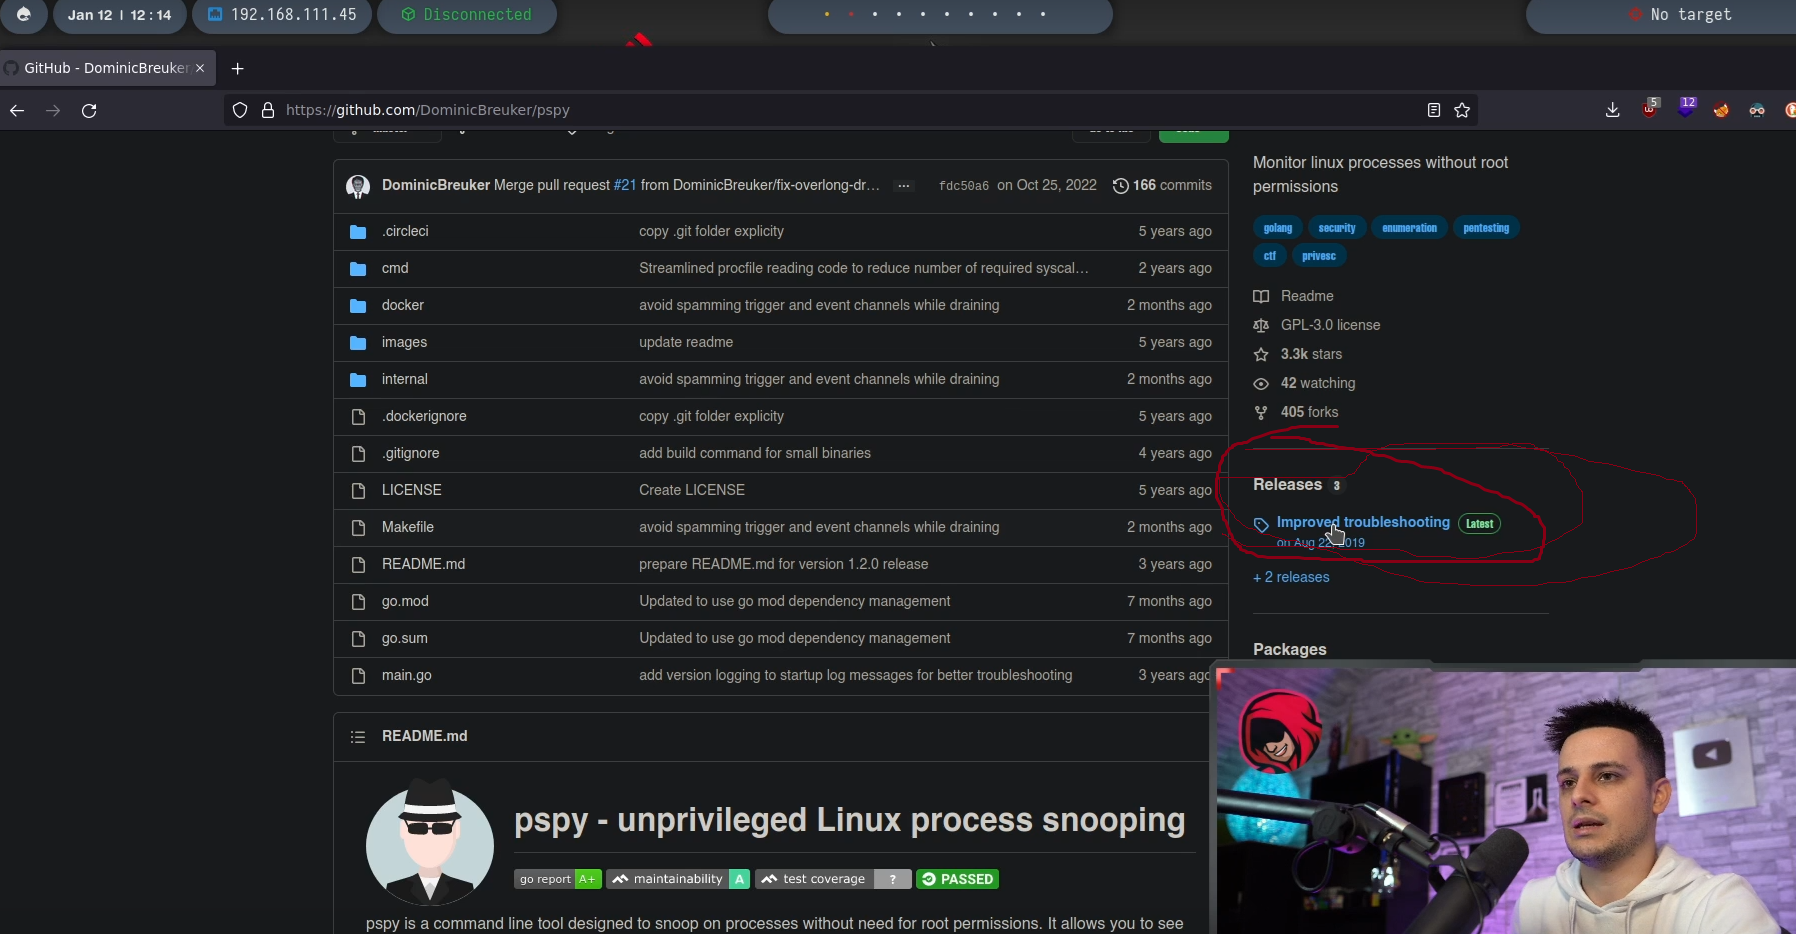 Jan 12 | 12:14
192.168.111.45
Disconnected
No target
GitHub - DominicBreuker
https://github.com/DominicBreuker/pspy
5
12
DominicBreuker Merge pull request #21 from DominicBreuker/fix-overlong-dr… ... fdc50a6 on Oct 25, 2022 166 commits
.circleci copy .git folder explicity 5 years ago
cmd Streamlined procfile reading code to reduce number of required syscal… 2 years ago
docker avoid spamming trigger and event channels while draining 2 months ago
images update readme 5 years ago
internal avoid spamming trigger and event channels while draining 2 months ago
.dockerignore copy .git folder explicity 5 years ago
.gitignore add build command for small binaries 4 years ago
LICENSE Create LICENSE 5 years ago
Makefile avoid spamming trigger and event channels while draining 2 months ago
README.md prepare README.md for version 1.2.0 release 3 years ago
go.mod Updated to use go mod dependency management 7 months ago
go.sum Updated to use go mod dependency management 7 months ago
main.go add version logging to startup log messages for better troubleshooting 3 years ago
README.md
pspy - unprivileged Linux process snooping
go report A+ maintainability A test coverage ? PASSED
pspy is a command line tool designed to snoop on processes without need for root permissions. It allows you to see
Monitor linux processes without root
permissions
golang security enumeration pentesting
ctf privesc
Readme
GPL-3.0 license
3.3k stars
42 watching
405 forks
Releases 3
Improved troubleshooting Latest
on Aug 22, 2019
+ 2 releases
Packages